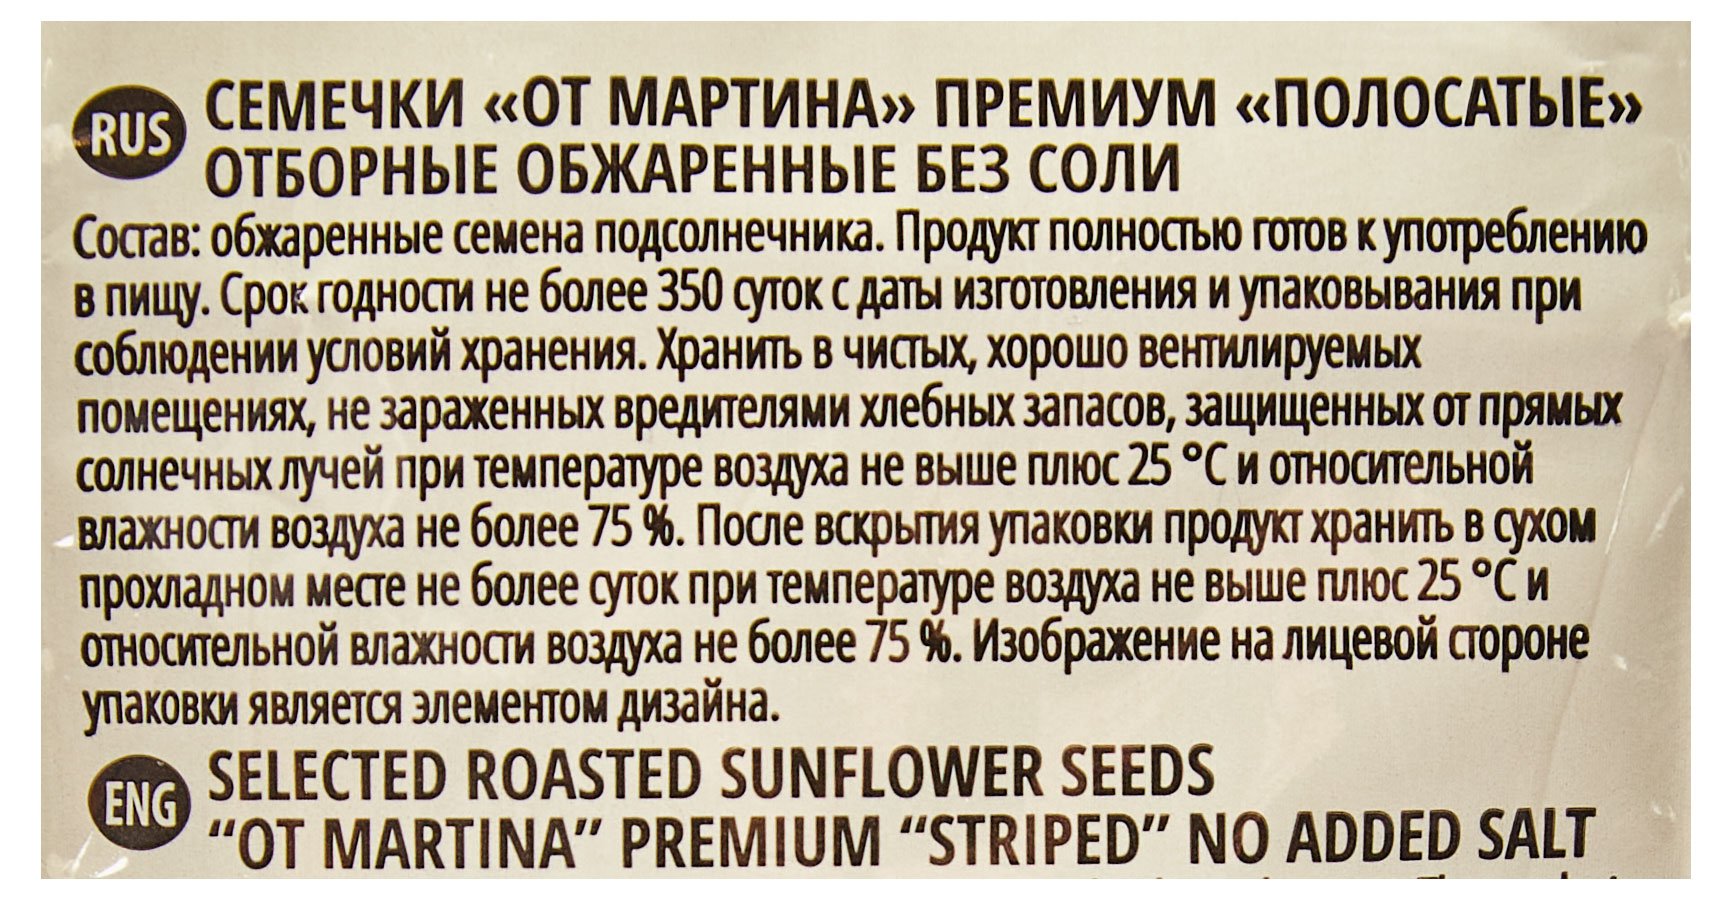 RUS СЕМЕЧКИ «ОТ МАРТИНА» ПРЕМИУМ «ПОЛОСАТЫЕ»
ОТБОРНЫЕ ОБЖАРЕННЫЕ БЕЗ СОЛИ
Состав: обжаренные семена подсолнечника. Продукт полностью готов к употреблению
в пищу. Срок годности не более 350 суток с даты изготовления и упаковывания при
соблюдении условий хранения. Хранить в чистых, хорошо вентилируемых
помещениях, не зараженных вредителями хлебных запасов, защищенных от прямых
солнечных лучей при температуре воздуха не выше плюс 25 °С и относительной
влажности воздуха не более 75 %. После вскрытия упаковки продукт хранить в сухом
прохладном месте не более суток при температуре воздуха не выше плюс 25 °С и
относительной влажности воздуха не более 75 %. Изображение на лицевой стороне
упаковки является элементом дизайна.
ENG SELECTED ROASTED SUNFLOWER SEEDS
“OT MARTINA” PREMIUM “STRIPED” NO ADDED SALT